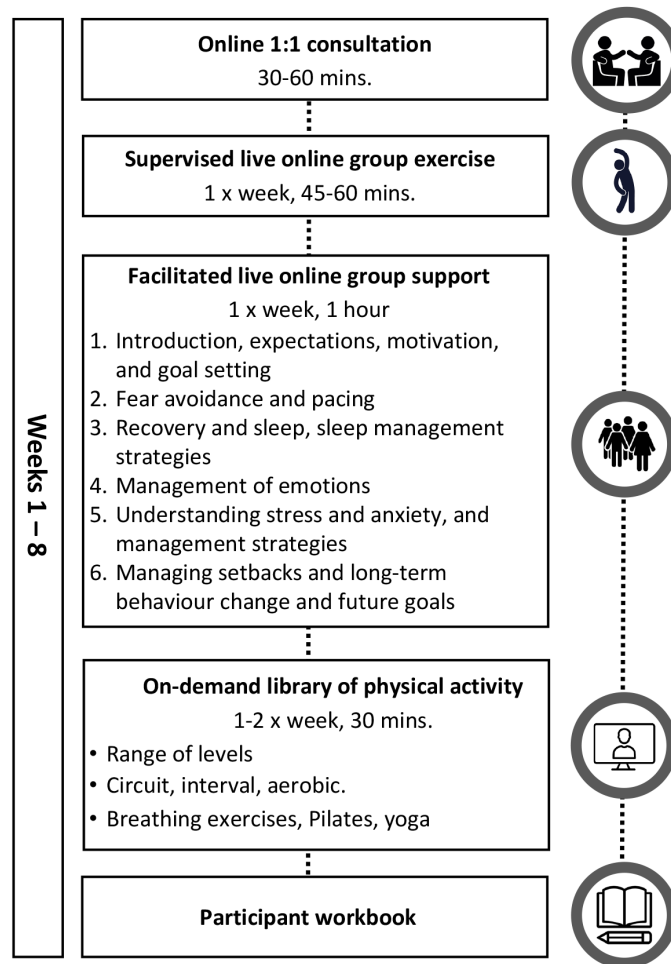 Weeks 1 – 8
Online 1:1 consultation
30-60 mins.
Supervised live online group exercise
1 x week, 45-60 mins.
Facilitated live online group support
1 x week, 1 hour
1. Introduction, expectations, motivation,
and goal setting
2. Fear avoidance and pacing
3. Recovery and sleep, sleep management
strategies
4. Management of emotions
5. Understanding stress and anxiety, and
management strategies
6. Managing setbacks and long-term
behaviour change and future goals
On-demand library of physical activity
1-2 x week, 30 mins.
• Range of levels
• Circuit, interval, aerobic.
• Breathing exercises, Pilates, yoga
Participant workbook